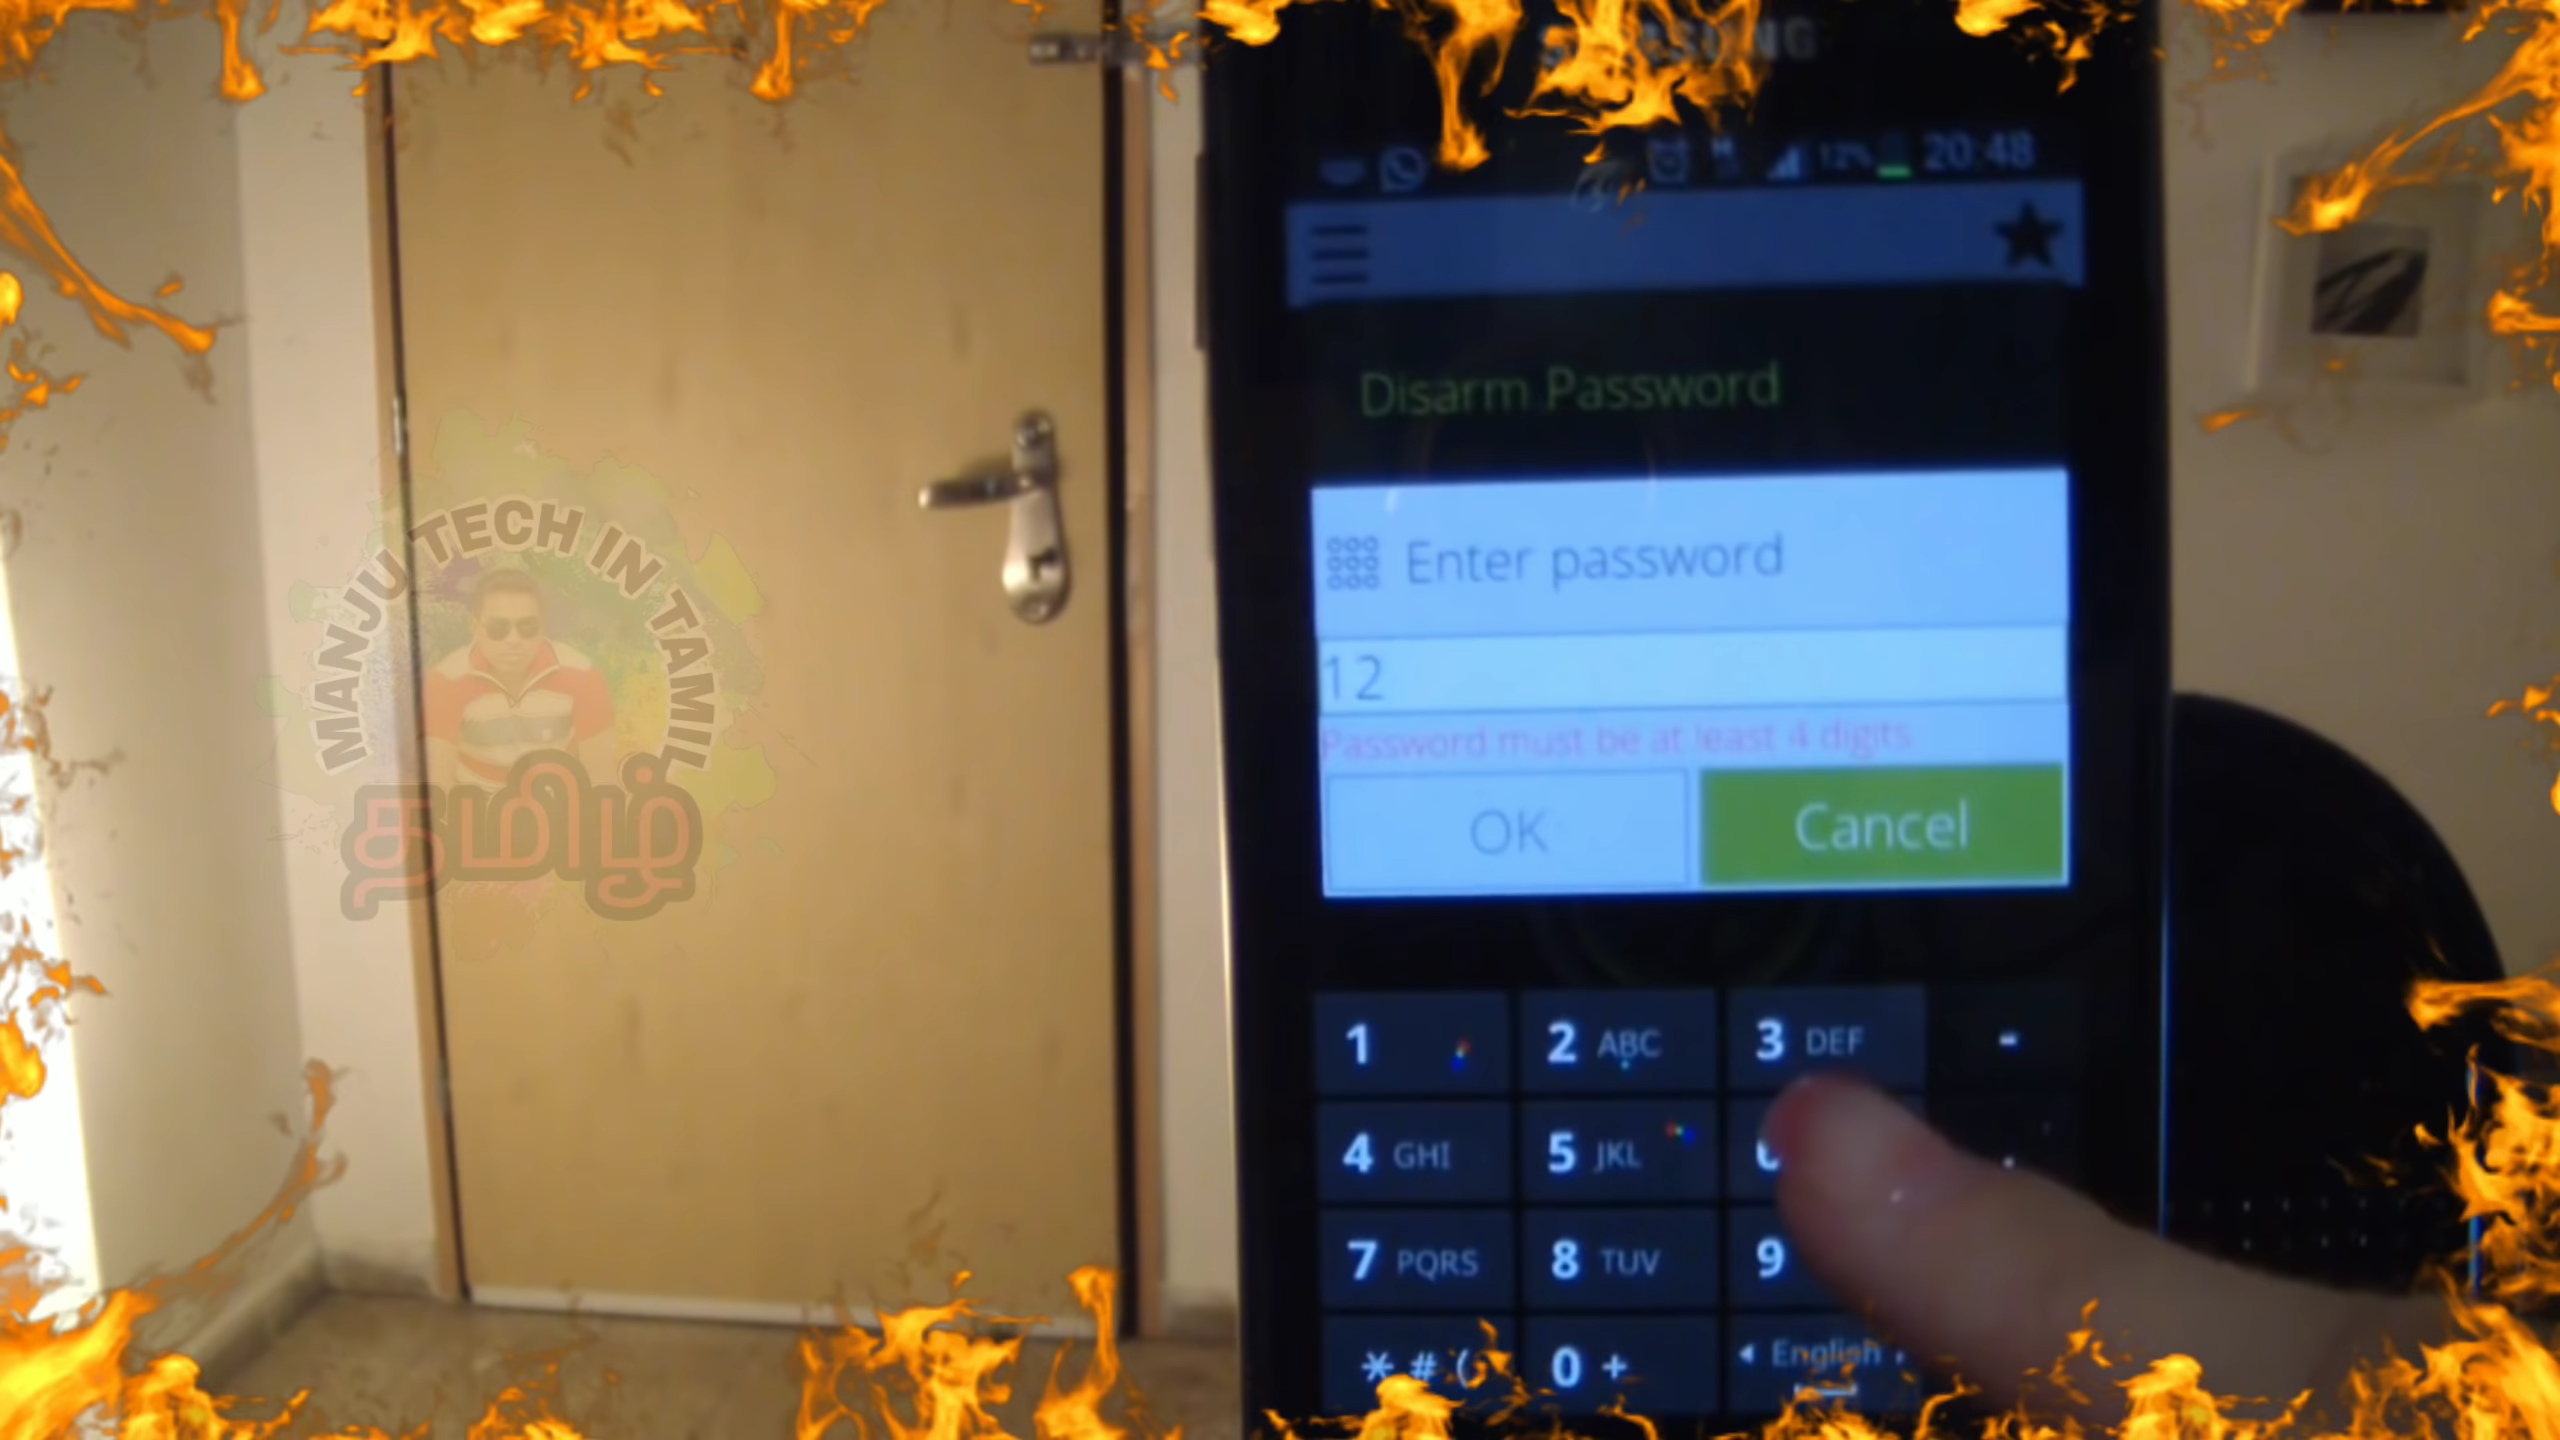 MANJU TECH IN TAMIL
தமிழ்
SAMSUNG
12% 20:48
Disarm Password
Enter password
12
Password must be at least 4 digits
OK Cancel
1 2 ABC 3 DEF -
4 GHI 5 JKL 6 .
7 PQRS 8 TUV 9
* # ( 0 + English